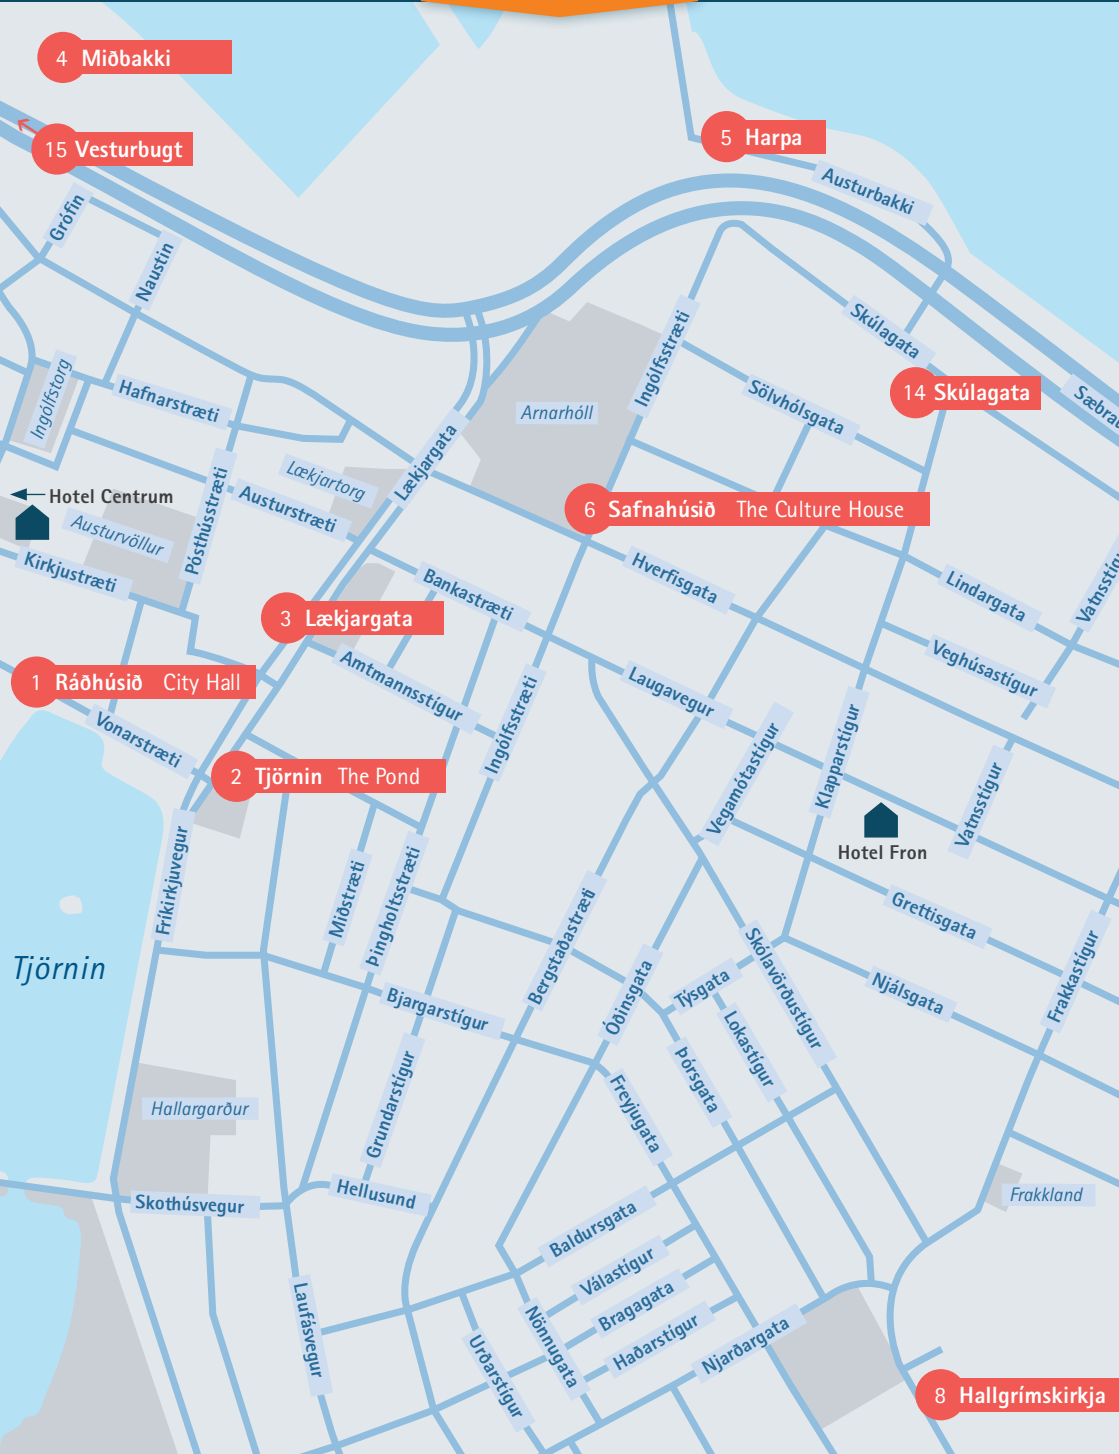 4 Miðbakki
15 Vesturbugt
5 Harpa
Austurbakki
Grófin
Naustin
Skúlagata
Ingólfsstræti
Ingólfstorg
Hafnarstræti
14 Skúlagata
Sölvhólsgata
Arnarhóll
Lækjargata
Lækjartorg
Hotel Centrum
Pósthússtræti
Austurstræti
Austurvöllur
6 Safnahúsið The Culture House
Kirkjustræti
Bankastræti
Hverfisgata
Lindargata
3 Lækjargata
Veghúsastígur
1 Ráðhúsið City Hall
Amtmannsstígur
Ingólfsstræti
Laugavegur
Vonarstræti
Vegamótastígur
Klapparstígur
2 Tjörnin The Pond
Vatnsstígur
Hotel Fron
Fríkirkjuvegur
Miðstræti
Þingholtsstræti
Grettisgata
Bergstaðastræti
Tjörnin
Skólavörðustígur
Óðinsgata
Týsgata
Frakkastígur
Njálsgata
Bjargarstígur
Lokastígur
Þórsgata
Grundarstígur
Freyjugata
Hallargarður
Skothúsvegur
Hellusund
Frakkland
Baldursgata
Válastígur
Laufásvegur
Bragagata
Nönnugata
Haðarstígur
Njarðargata
Urðarstígur
8 Hallgrímskirkja